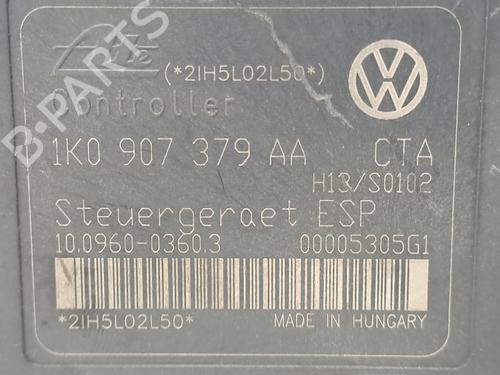 Ate
(*2IH5L02L50*)
Controller
1K0 907 379 AA CTA
H13/S0102
Steuergeraet ESP
10.0960-0360.3 00005305G1
*2IH5L02L50*
MADE IN HUNGARY
B-PARTS